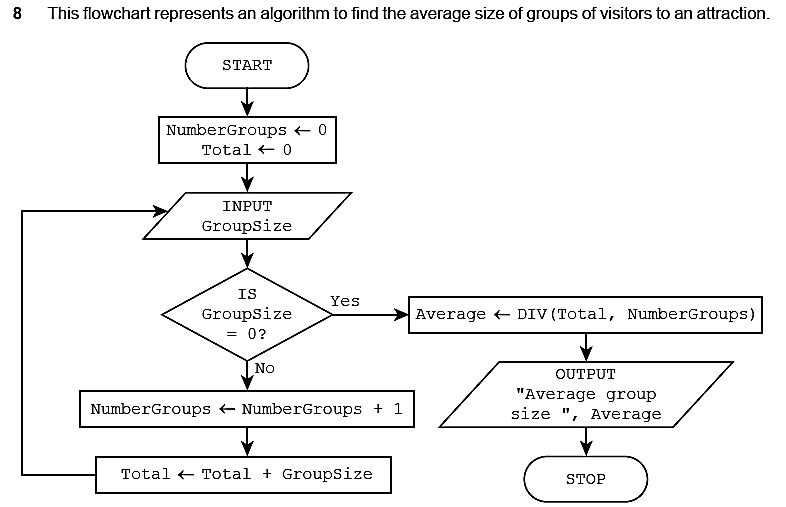 8 This flowchart represents an algorithm to find the average size of groups of visitors to an attraction.
START
NumberGroups ← 0
Total ← 0
INPUT
GroupSize
IS
GroupSize
= 0?
Yes
No
NumberGroups ← NumberGroups + 1
Total ← Total + GroupSize
Average ← DIV(Total, NumberGroups)
OUTPUT
"Average group
size ", Average
STOP